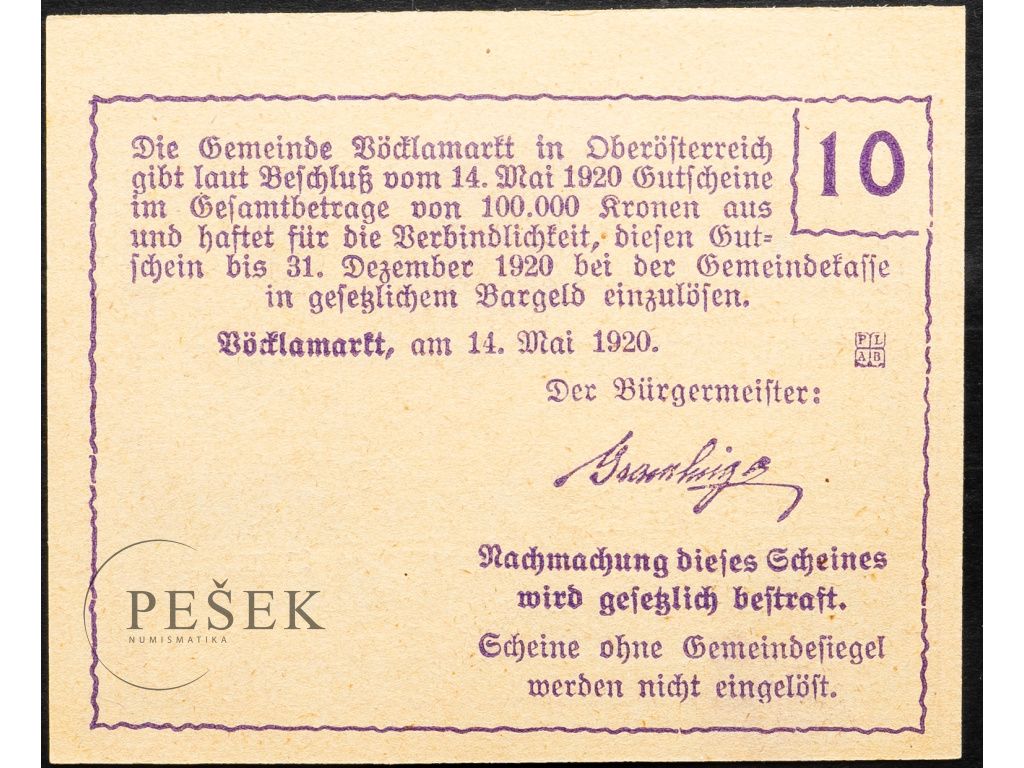 Die Gemeinde Vöcklamarkt in Oberösterreich
gibt laut Beschluß vom 14. Mai 1920 Gutscheine
im Gesamtbetrage von 100.000 Kronen aus
und haftet für die Verbindlichkeit, diesen Gut=
schein bis 31. Dezember 1920 bei der Gemeindekasse
in gesetzlichem Bargeld einzulösen.
10
Vöcklamarkt, am 14. Mai 1920.
P L
A B
Der Bürgermeister:
Nachmachung dieses Scheines
wird gesetzlich bestraft.
Scheine ohne Gemeindesiegel
werden nicht eingelöst.
PEŠEK
NUMISMATIKA